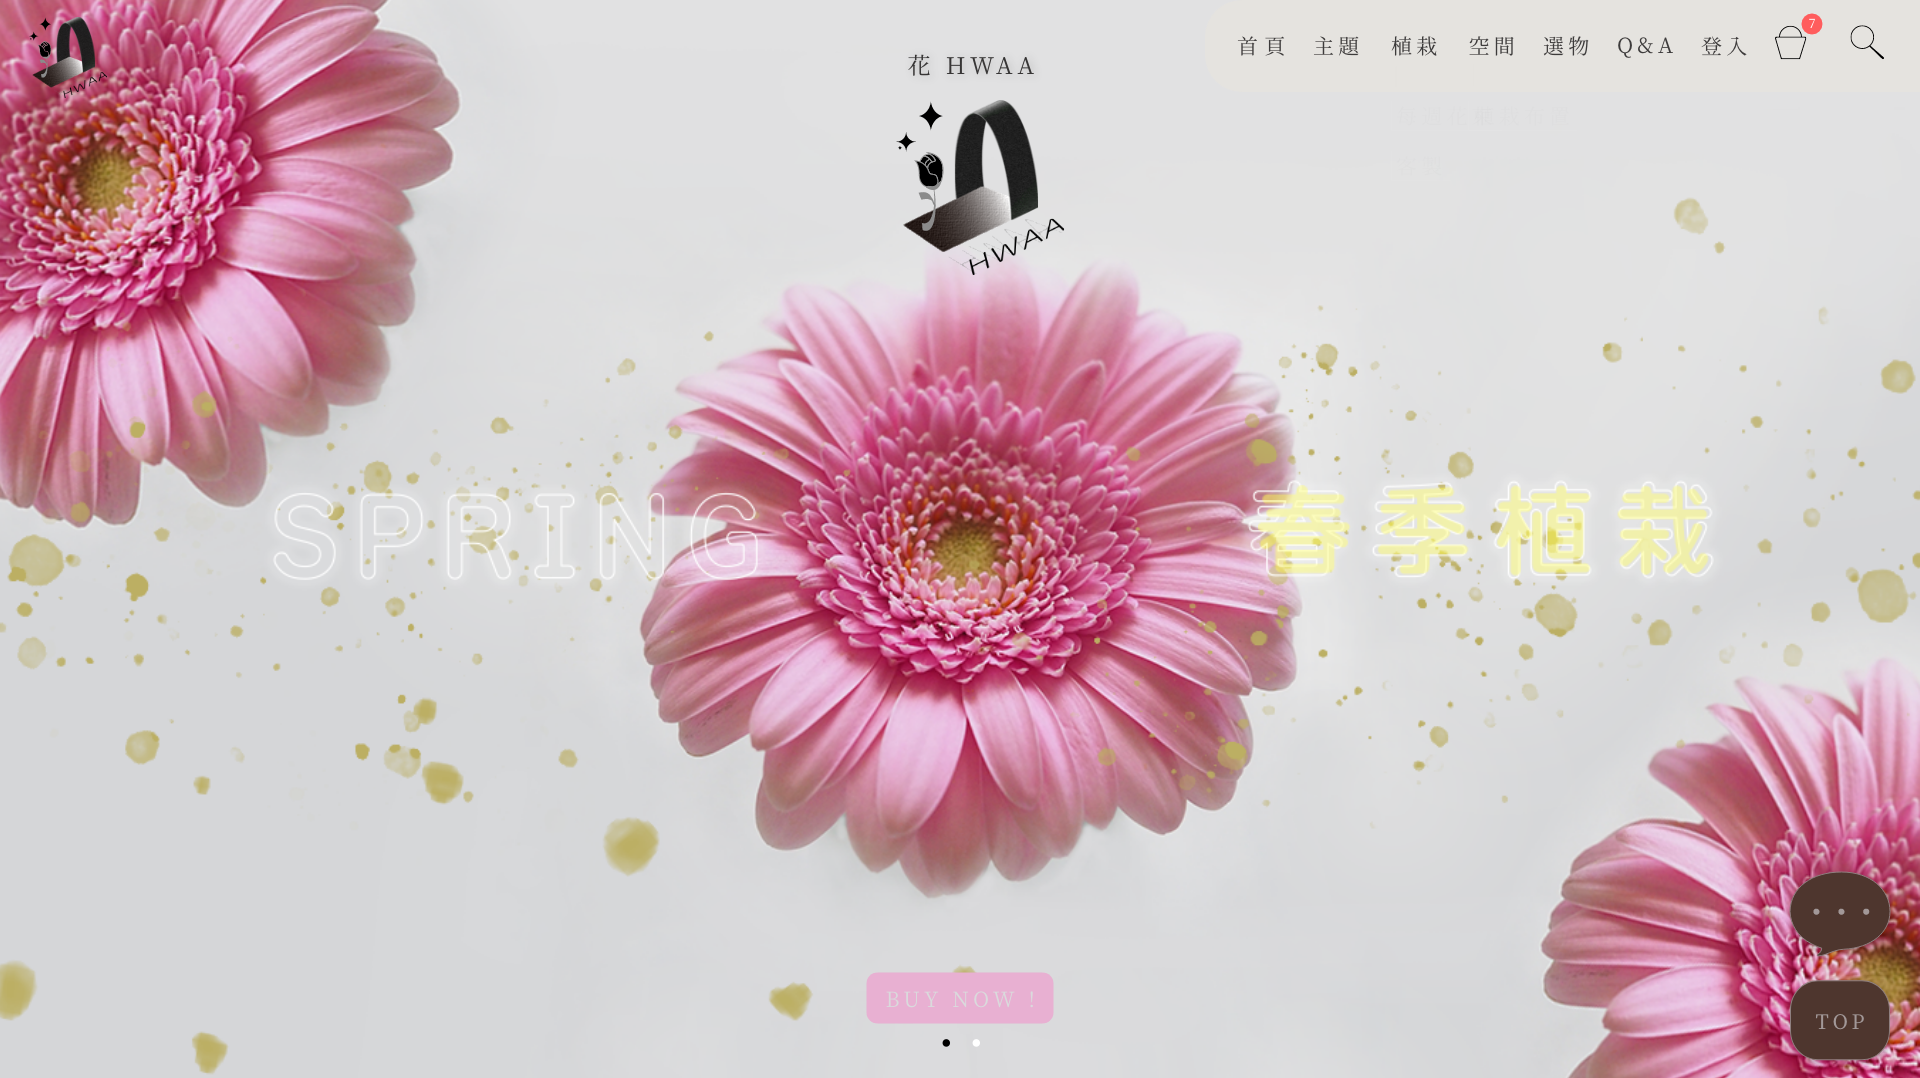 HWAA
首頁 主題 植栽 空間 選物 Q&A 登入 7
花 HWAA
HWAA
SPRING 春季植栽
BUY NOW !
TOP